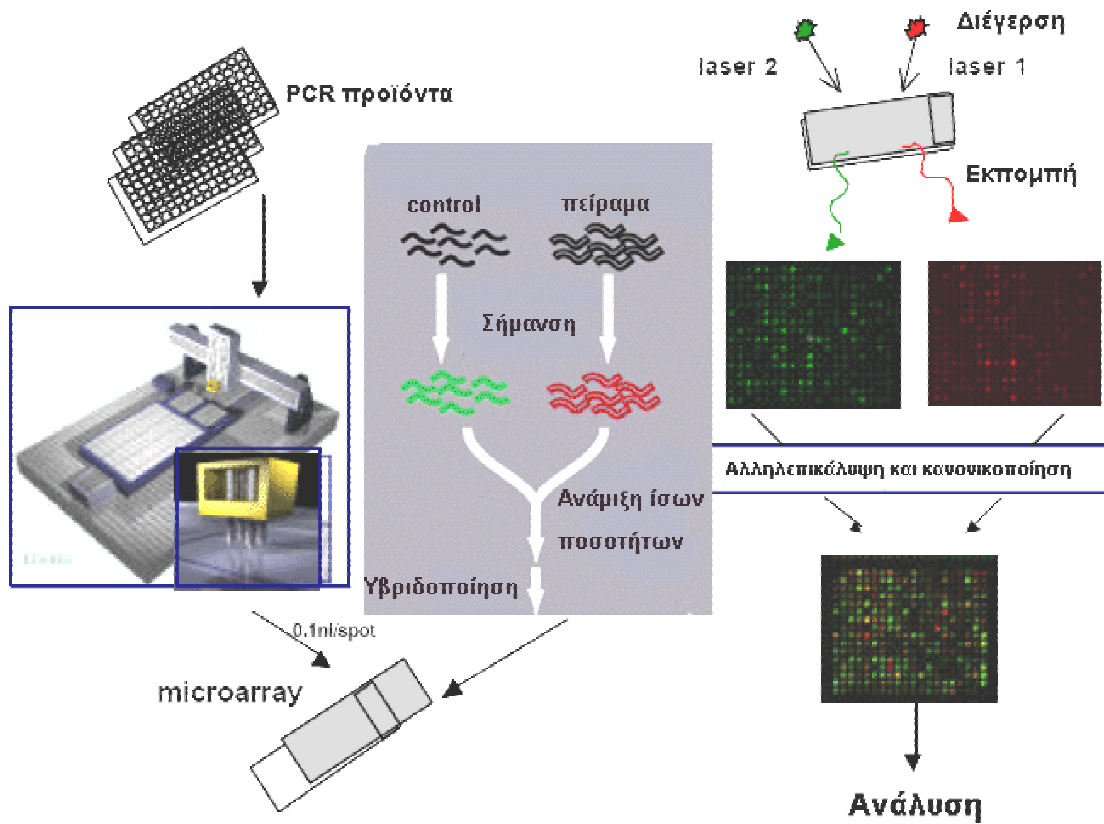 PCR προϊόντα
0.1nl/spot
microarray
control
πείραμα
Σήμανση
Ανάμιξη ίσων
ποσοτήτων
Υβριδοποίηση
Διέγερση
laser 2
laser 1
Εκπομπή
Αλληλεπικάλυψη και κανονικοποίηση
Ανάλυση